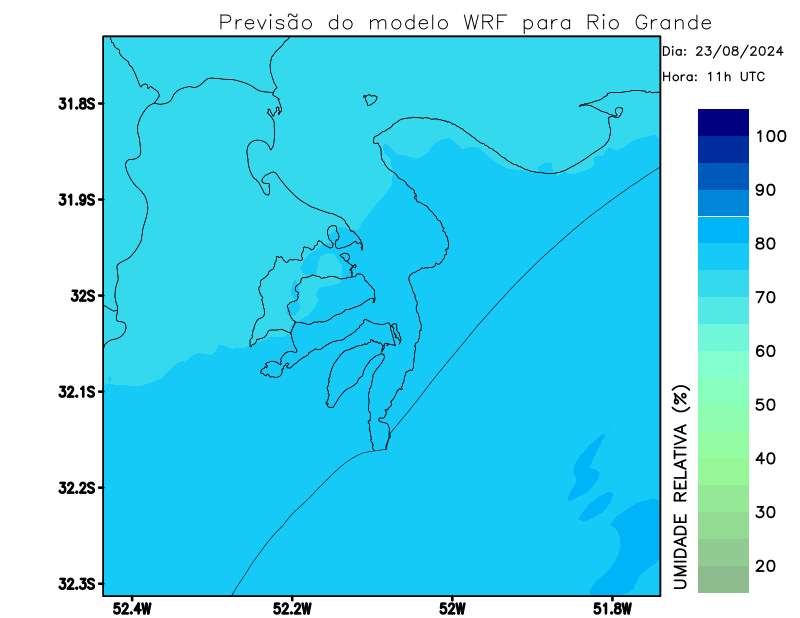 Previsão do modelo WRF para Rio Grande
Dia: 23/08/2024
Hora: 11h UTC
31.8S
31.9S
32S
32.1S
32.2S
32.3S
52.4W
52.2W
52W
51.8W
100
90
80
70
60
50
40
30
20
UMIDADE RELATIVA (%)